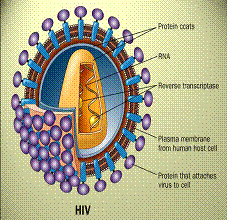 Protein coats
RNA
Reverse transcriptase
Plasma membrane
from human host cell
Protein that attaches
virus to cell
HIV